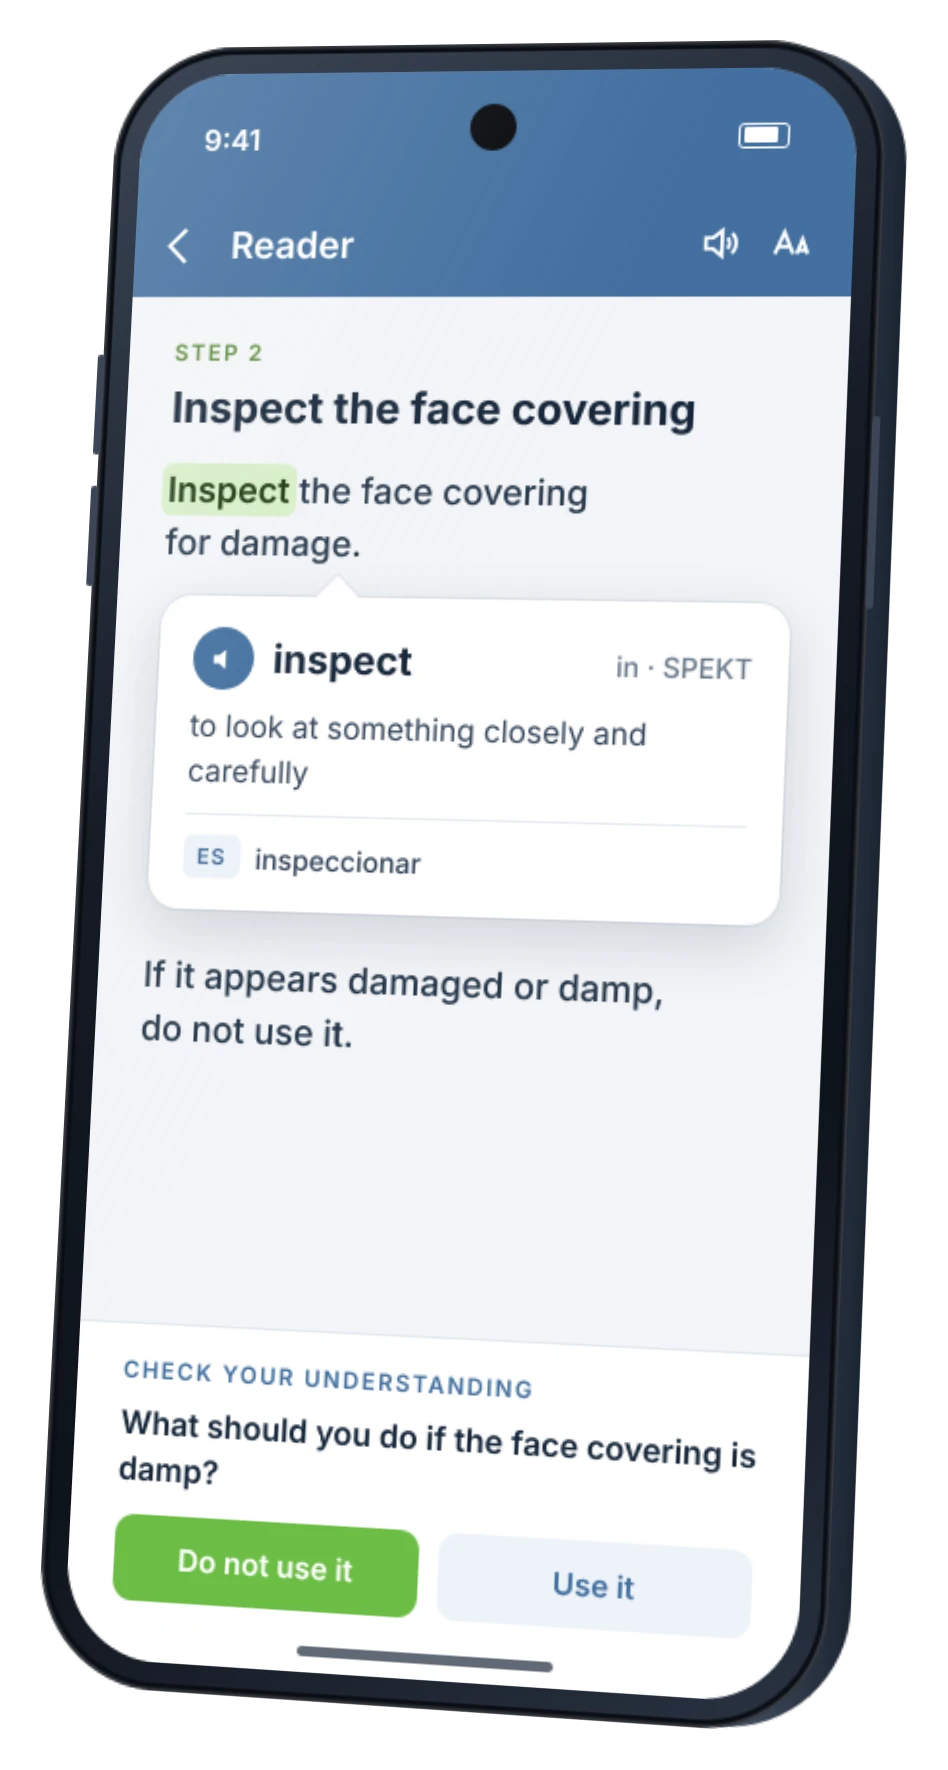 9:41
Reader
AA
STEP 2
Inspect the face covering
Inspect the face covering
for damage.
inspect
in · SPEKT
to look at something closely and
carefully
ES inspeccionar
If it appears damaged or damp,
do not use it.
CHECK YOUR UNDERSTANDING
What should you do if the face covering is
damp?
Do not use it
Use it